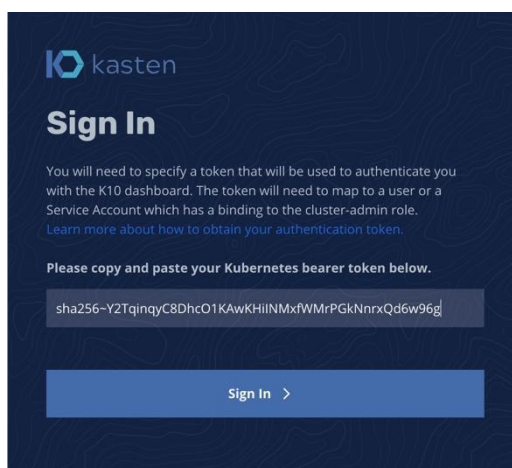 kasten
Sign In
You will need to specify a token that will be used to authenticate you
with the K10 dashboard. The token will need to map to a user or a
Service Account which has a binding to the cluster-admin role.
Learn more about how to obtain your authentication token.
Please copy and paste your Kubernetes bearer token below.
sha256~Y2TqinqyC8DhcO1KAwKHiINMxfWMrPGkNnrxQd6w96g
Sign In >